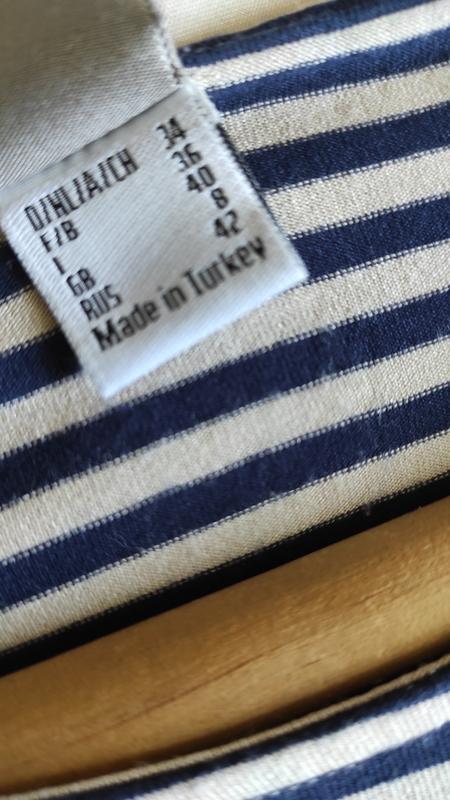 D/NL/A/CH 34
F/B 36
I 40
GB 8
RUS 42
Made in Turkey